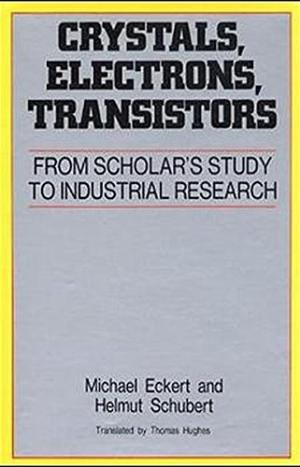 CRYSTALS,
ELECTRONS,
TRANSISTORS
FROM SCHOLAR'S STUDY
TO INDUSTRIAL RESEARCH
Michael Eckert and
Helmut Schubert
Translated by Thomas Hughes